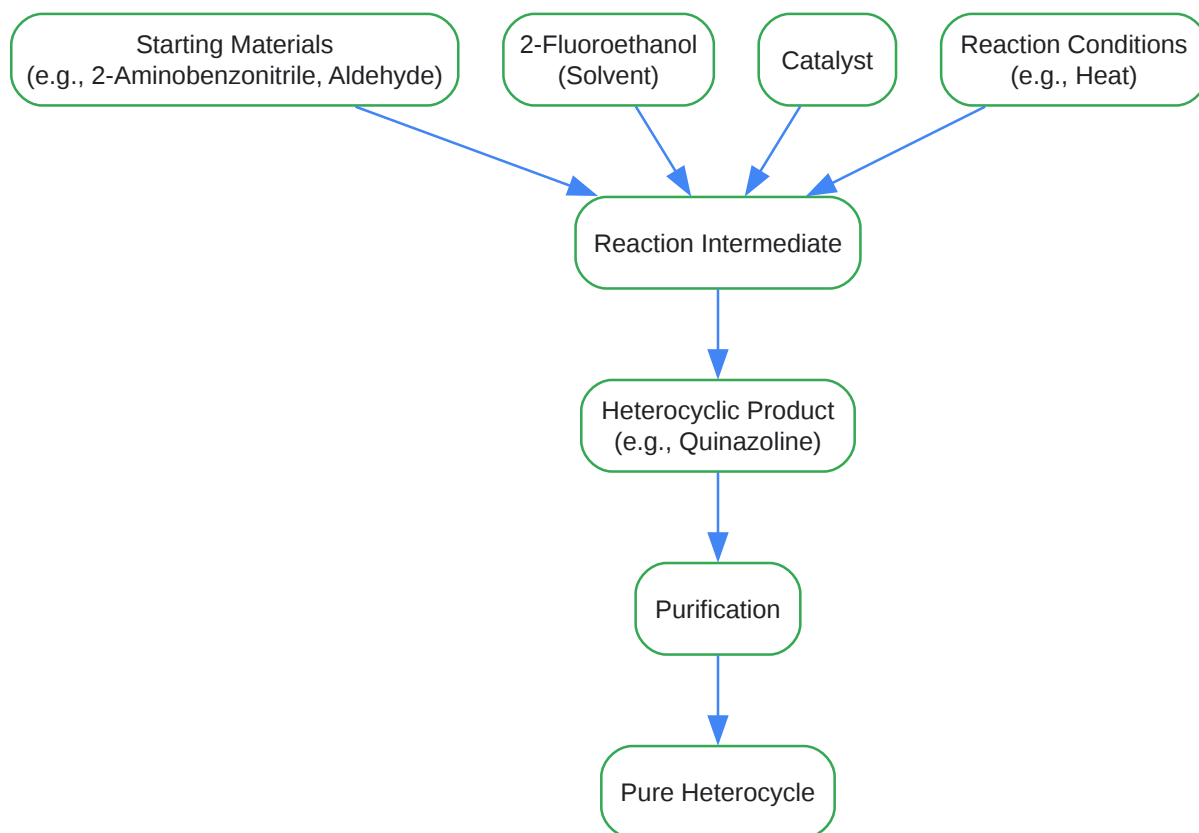 Starting Materials
(e.g., 2-Aminobenzonitrile, Aldehyde)
2-Fluoroethanol
(Solvent)
Catalyst
Reaction Conditions
(e.g., Heat)
Reaction Intermediate
Heterocyclic Product
(e.g., Quinazoline)
Purification
Pure Heterocycle